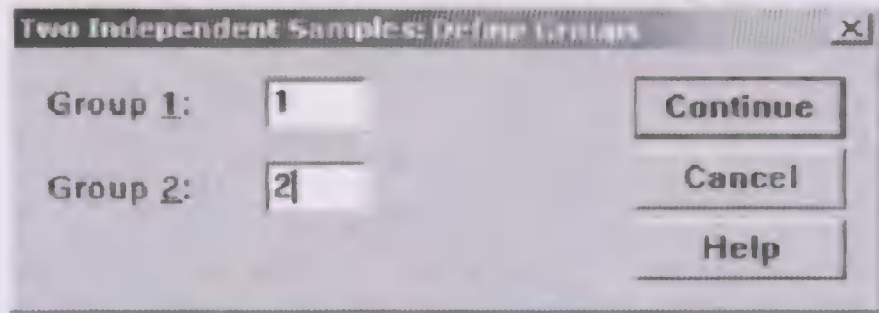 Two Independent Samples: Define Groups
Group 1: 1
Continue
Group 2: 2
Cancel
Help